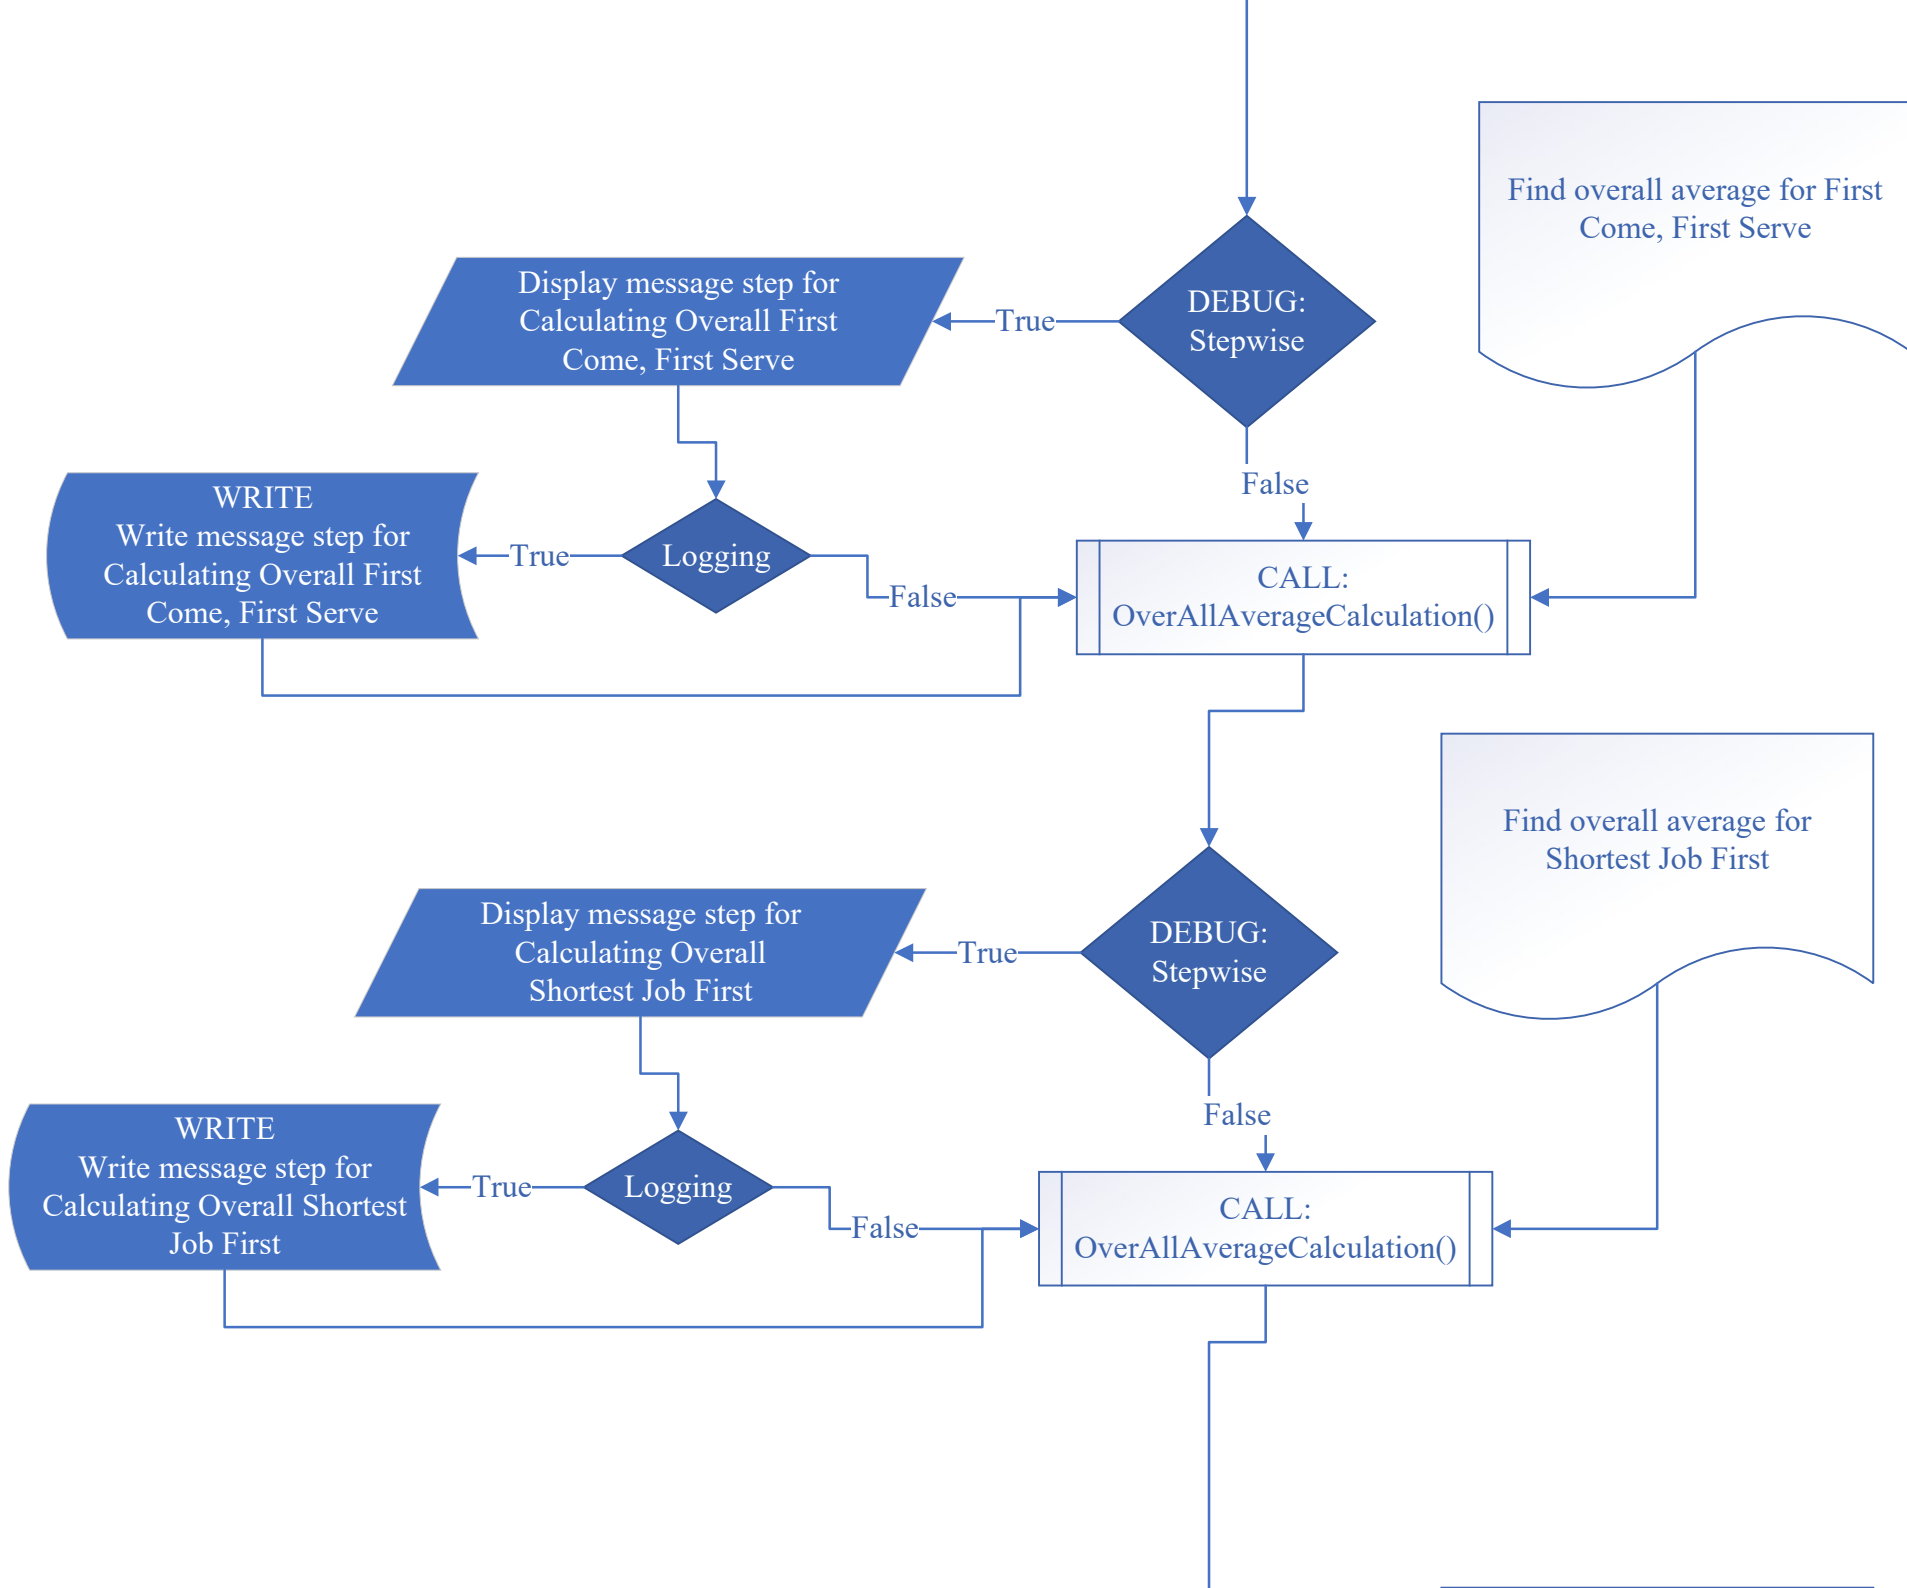 Find overall average for First
Come, First Serve
Display message step for
Calculating Overall First
Come, First Serve
True
DEBUG:
Stepwise
False
WRITE
Write message step for
Calculating Overall First
Come, First Serve
True
Logging
False
CALL:
OverAllAverageCalculation()
Find overall average for
Shortest Job First
Display message step for
Calculating Overall
Shortest Job First
True
DEBUG:
Stepwise
False
WRITE
Write message step for
Calculating Overall Shortest
Job First
True
Logging
False
CALL:
OverAllAverageCalculation()